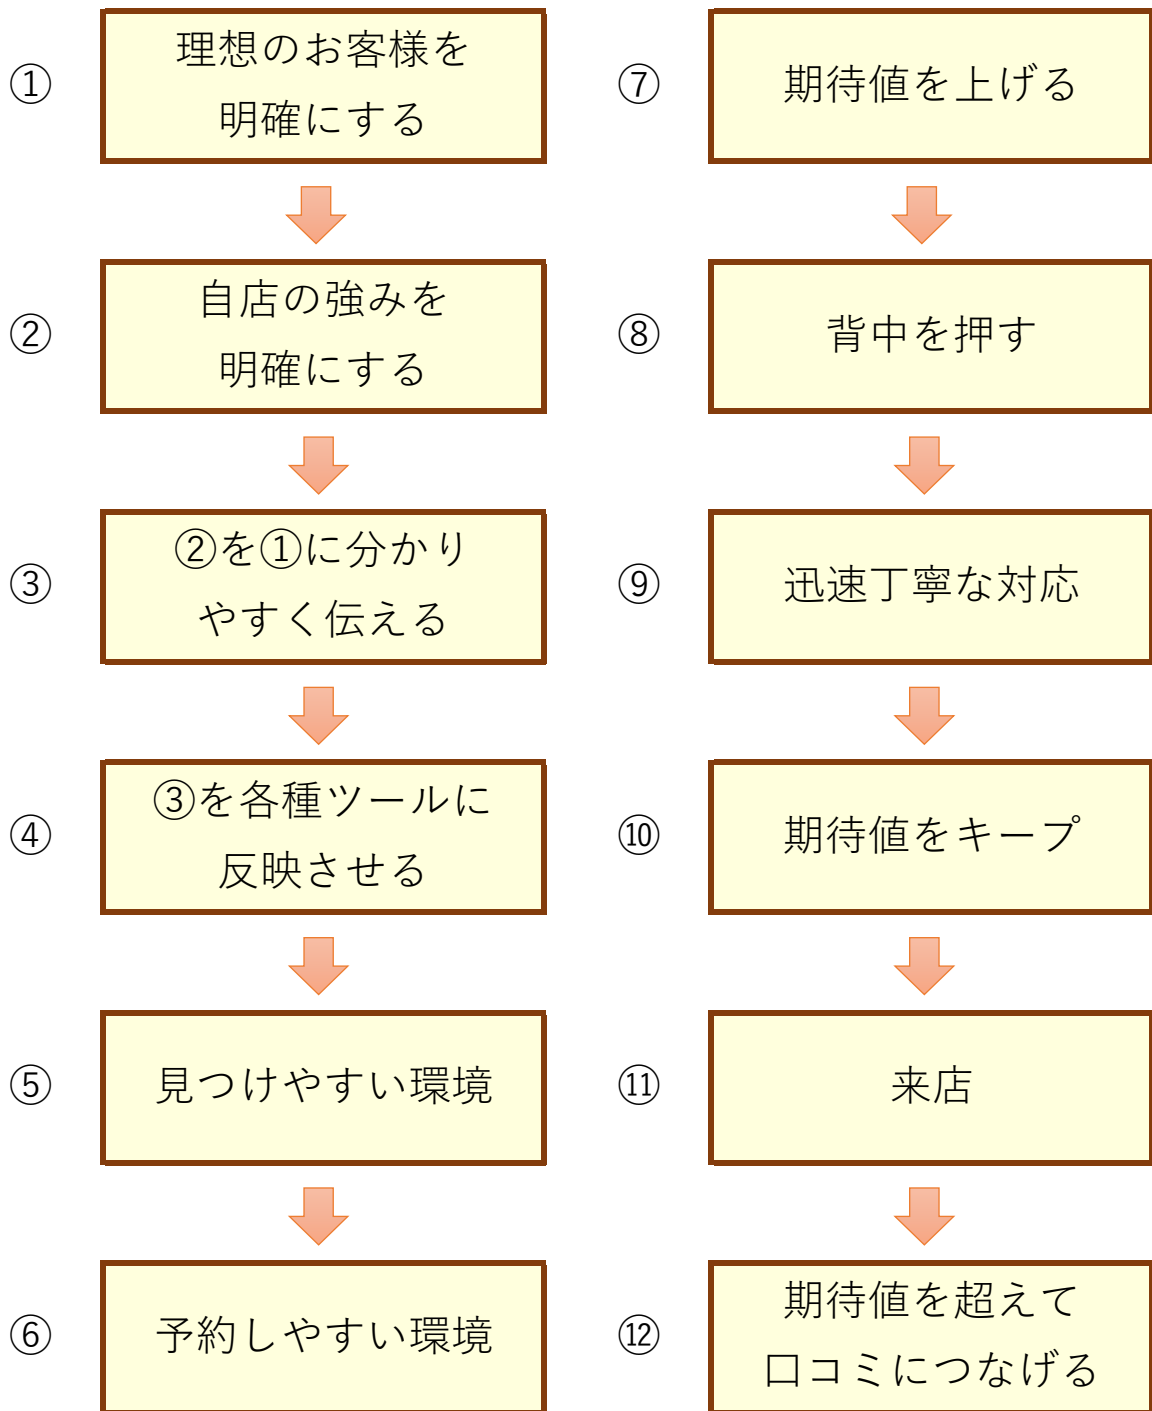 ①
理想のお客様を
明確にする
②
自店の強みを
明確にする
③
②を①に分かり
やすく伝える
④
③を各種ツールに
反映させる
⑤
見つけやすい環境
⑥
予約しやすい環境
⑦
期待値を上げる
⑧
背中を押す
⑨
迅速丁寧な対応
⑩
期待値をキープ
⑪
来店
⑫
期待値を超えて
口コミにつなげる